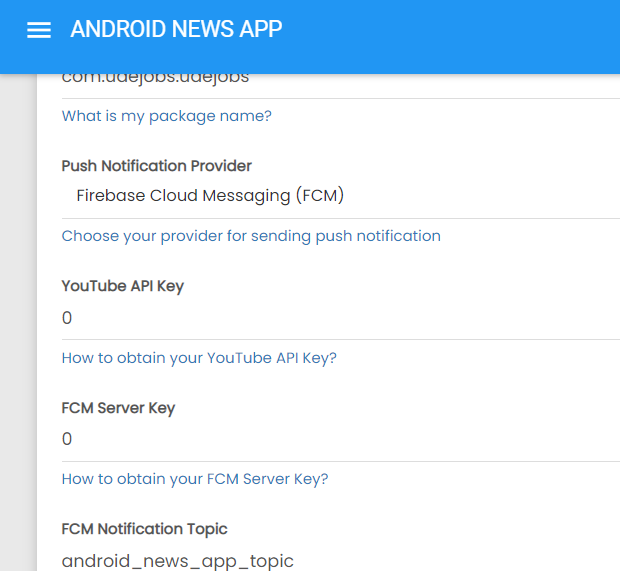 ANDROID NEWS APP
com.uaejobs.uaejobs
What is my package name?
Push Notification Provider
Firebase Cloud Messaging (FCM)
Choose your provider for sending push notification
YouTube API Key
0
How to obtain your YouTube API Key?
FCM Server Key
0
How to obtain your FCM Server Key?
FCM Notification Topic
android_news_app_topic